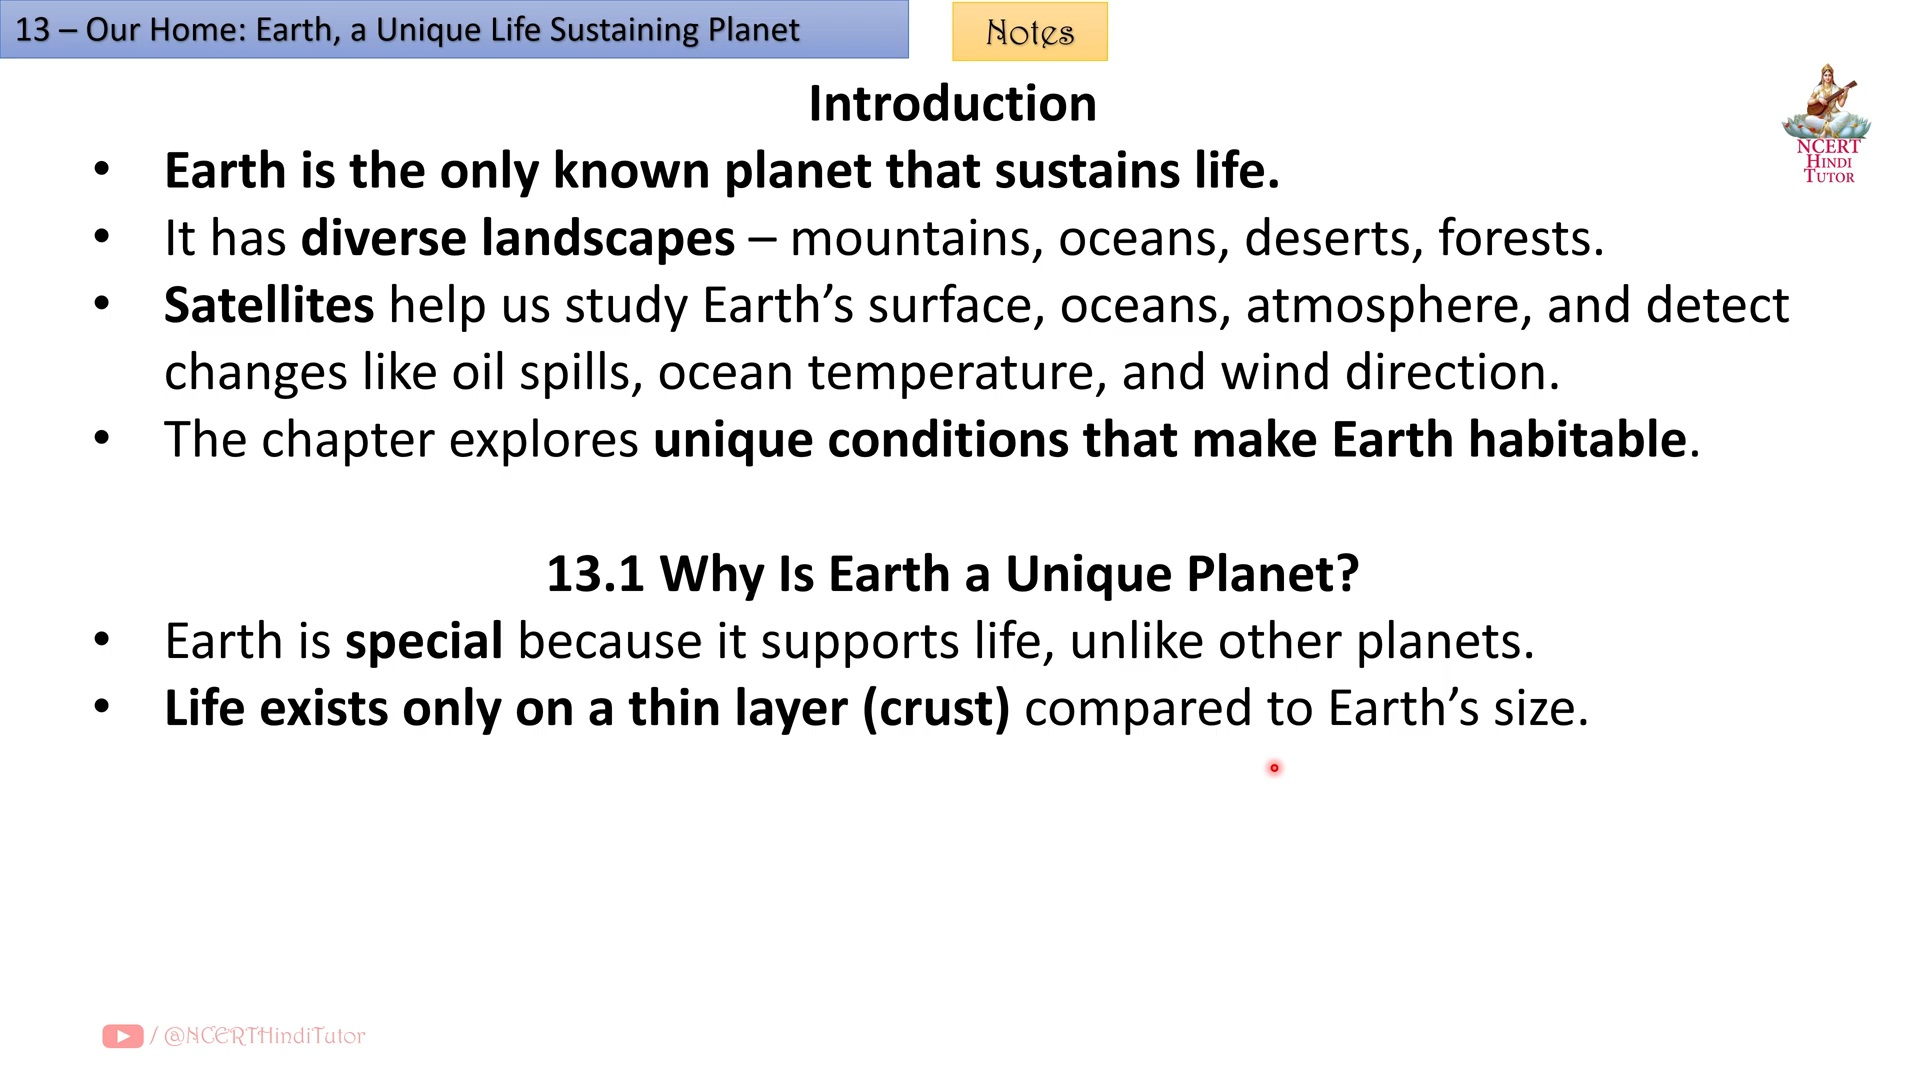 13 – Our Home: Earth, a Unique Life Sustaining Planet
Notes
Introduction
• Earth is the only known planet that sustains life.
• It has diverse landscapes – mountains, oceans, deserts, forests.
• Satellites help us study Earth’s surface, oceans, atmosphere, and detect
changes like oil spills, ocean temperature, and wind direction.
• The chapter explores unique conditions that make Earth habitable.
13.1 Why Is Earth a Unique Planet?
• Earth is special because it supports life, unlike other planets.
• Life exists only on a thin layer (crust) compared to Earth’s size.
NCERT
HINDI
TUTOR
/ @NCERTHindiTutor